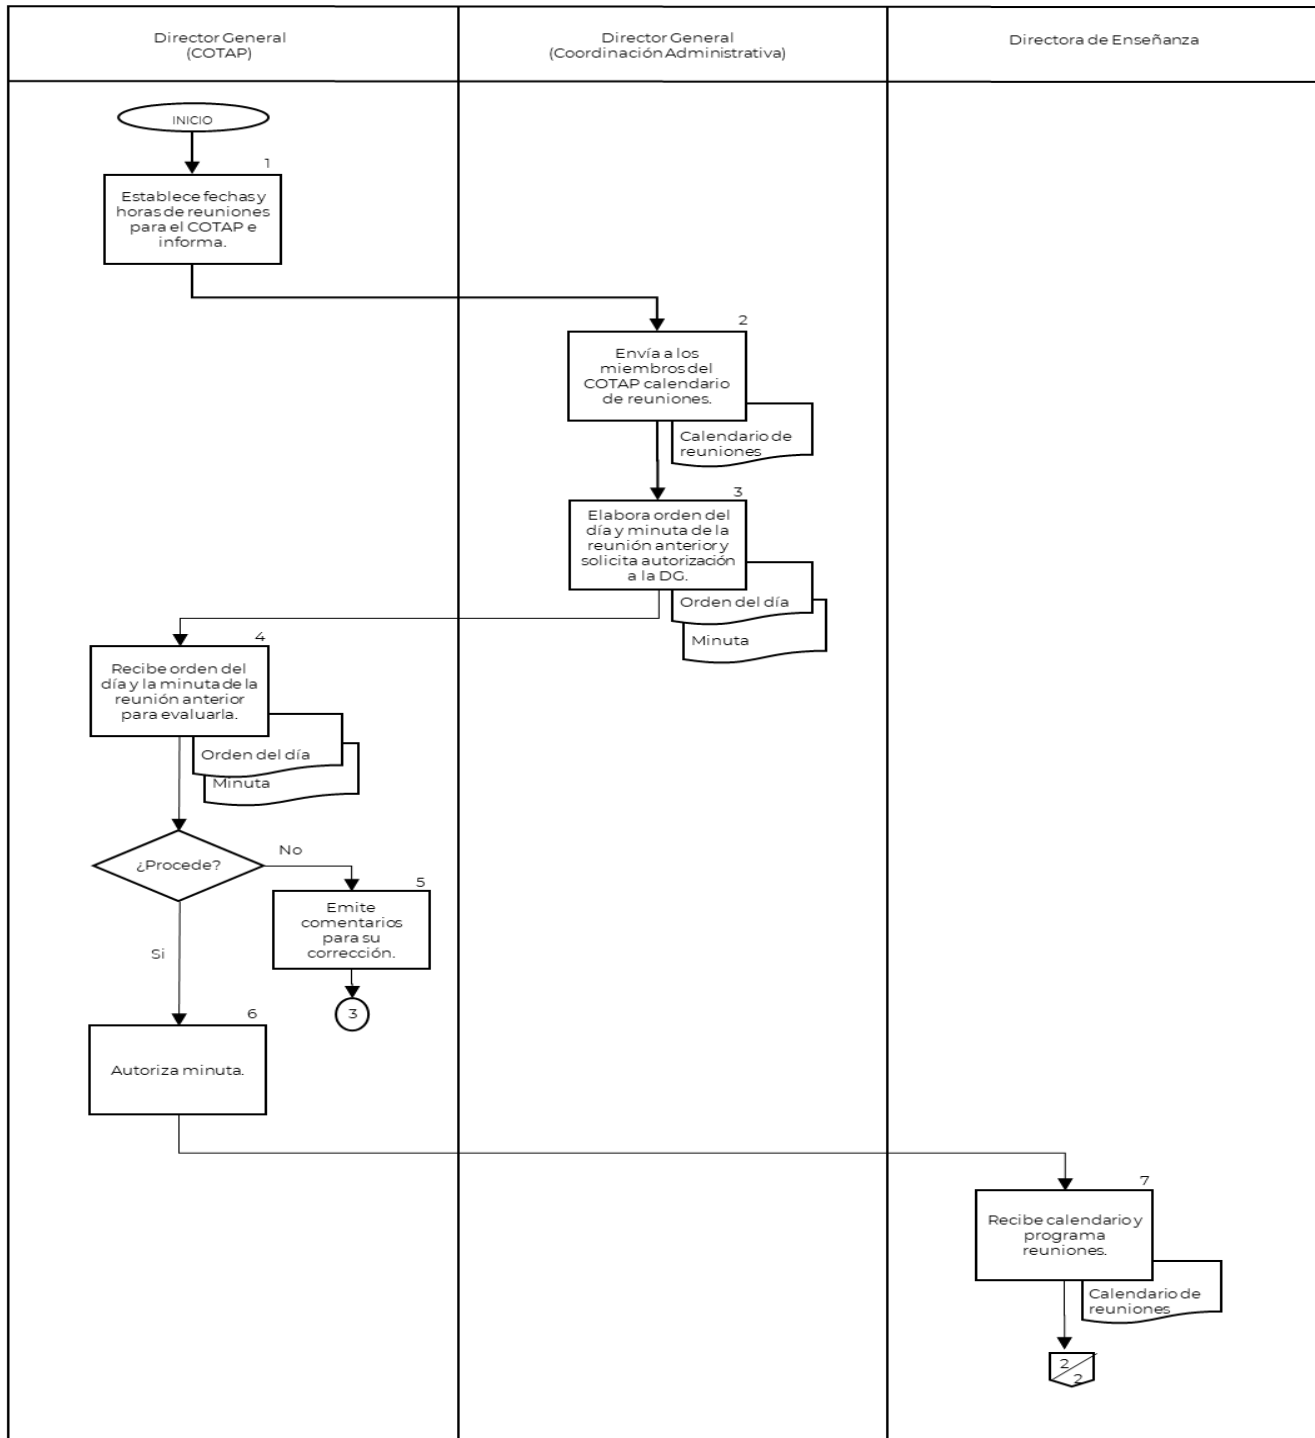 Director General
(COTAP)
Director General
(Coordinación Administrativa)
Directora de Enseñanza
INICIO
1
Establece fechas y
horas de reuniones
para el COTAP e
informa.
2
Envía a los
miembros del
COTAP calendario
de reuniones.
Calendario de
reuniones
3
Elabora orden del
día y minuta de la
reunión anterior y
solicita autorización
a la DG.
Orden del día
Minuta
4
Recibe orden del
día y la minuta de la
reunión anterior
para evaluarla.
Orden del día
Minuta
¿Procede?
No
5
Emite
comentarios
para su
corrección.
3
Si
6
Autoriza minuta.
7
Recibe calendario y
programa
reuniones.
Calendario de
reuniones
2
2